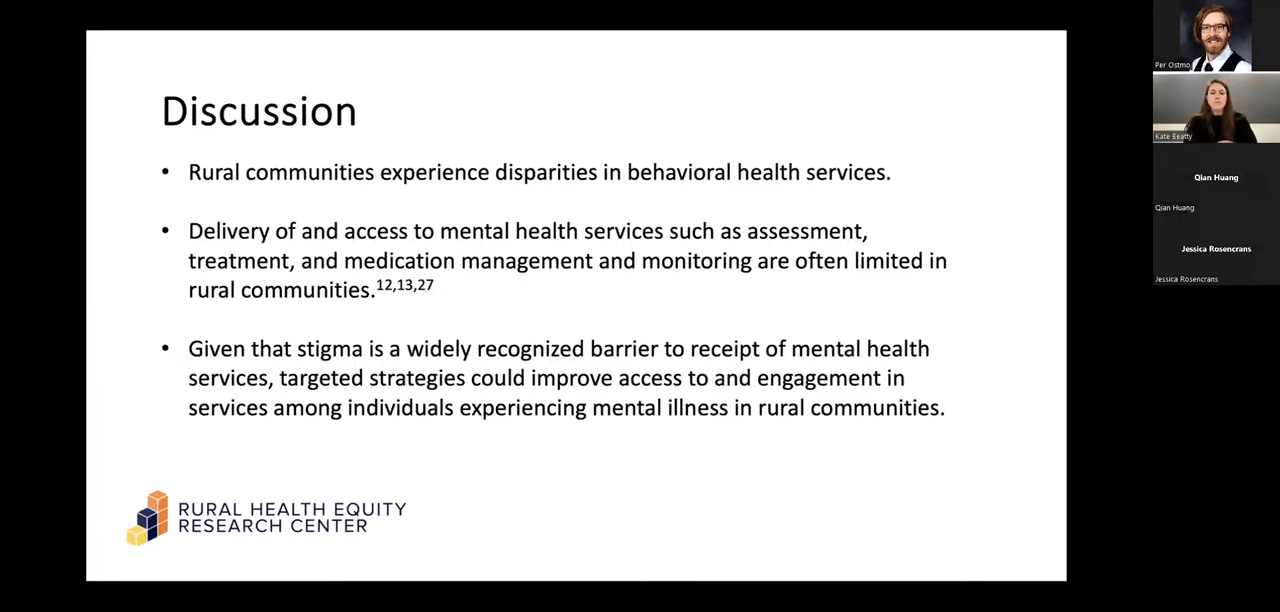 Discussion
• Rural communities experience disparities in behavioral health services.
• Delivery of and access to mental health services such as assessment,
treatment, and medication management and monitoring are often limited in
rural communities.12,13,27
• Given that stigma is a widely recognized barrier to receipt of mental health
services, targeted strategies could improve access to and engagement in
services among individuals experiencing mental illness in rural communities.
RURAL HEALTH EQUITY
RESEARCH CENTER
Per Ostmo
Kate Beatty
Qian Huang
Qian Huang
Jessica Rosencrans
Jessica Rosencrans